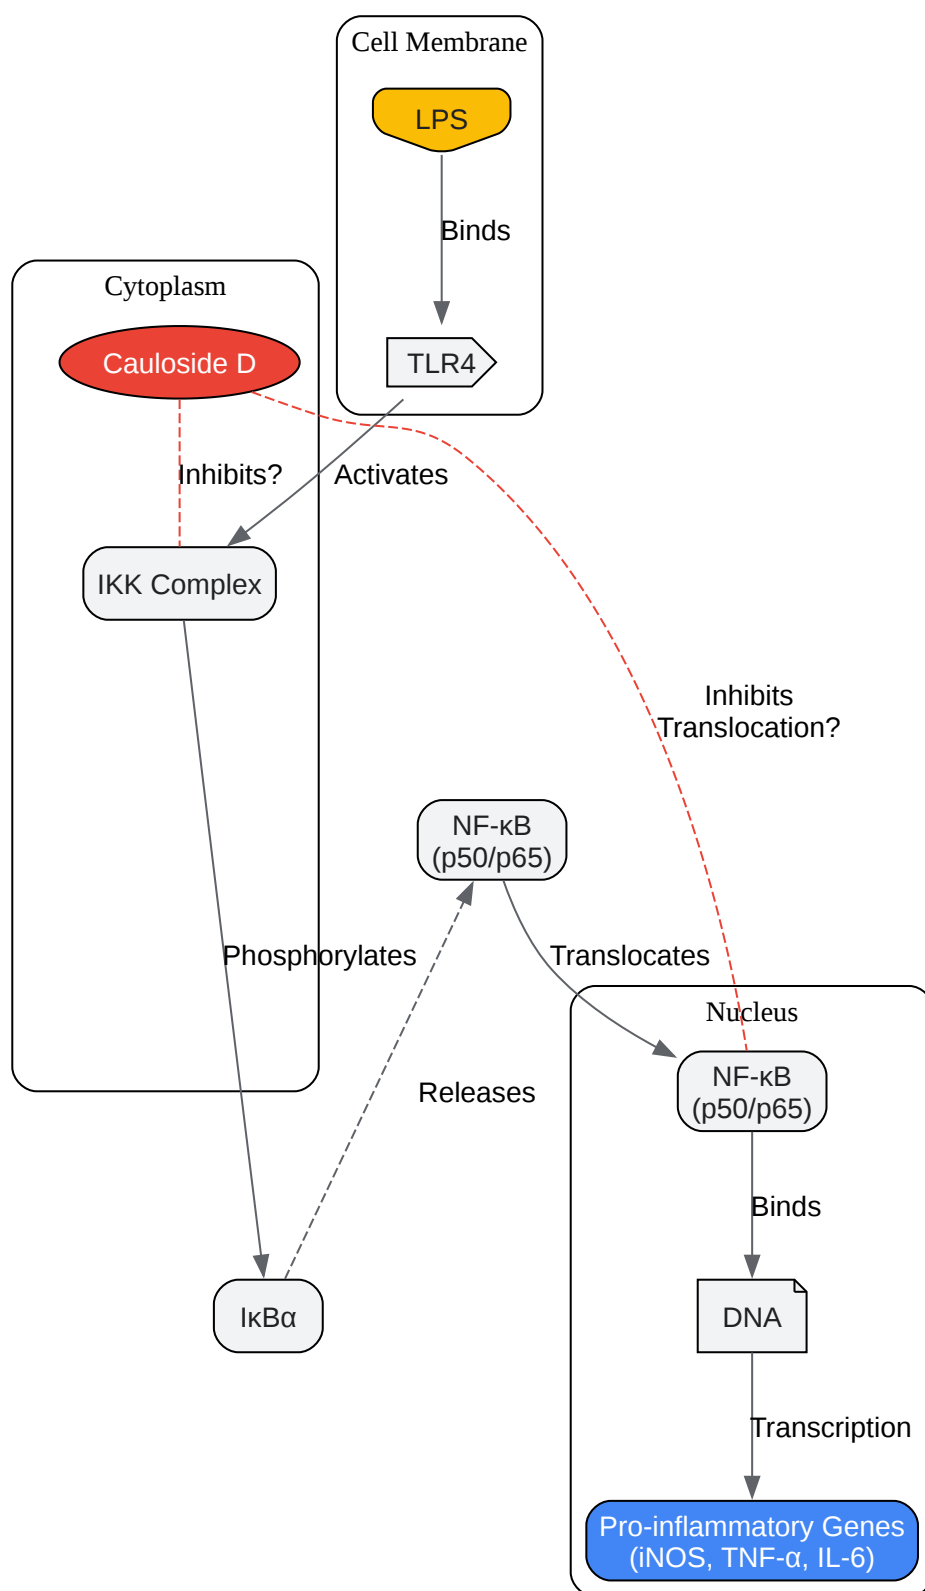 Cell Membrane
LPS
Binds
Cytoplasm
Cauloside D
TLR4
Inhibits?
Activates
IKK Complex
Inhibits
Translocation?
NF-κB
(p50/p65)
Phosphorylates
Translocates
Nucleus
NF-κB
(p50/p65)
Releases
Binds
IκBα
DNA
Transcription
Pro-inflammatory Genes
(iNOS, TNF-α, IL-6)